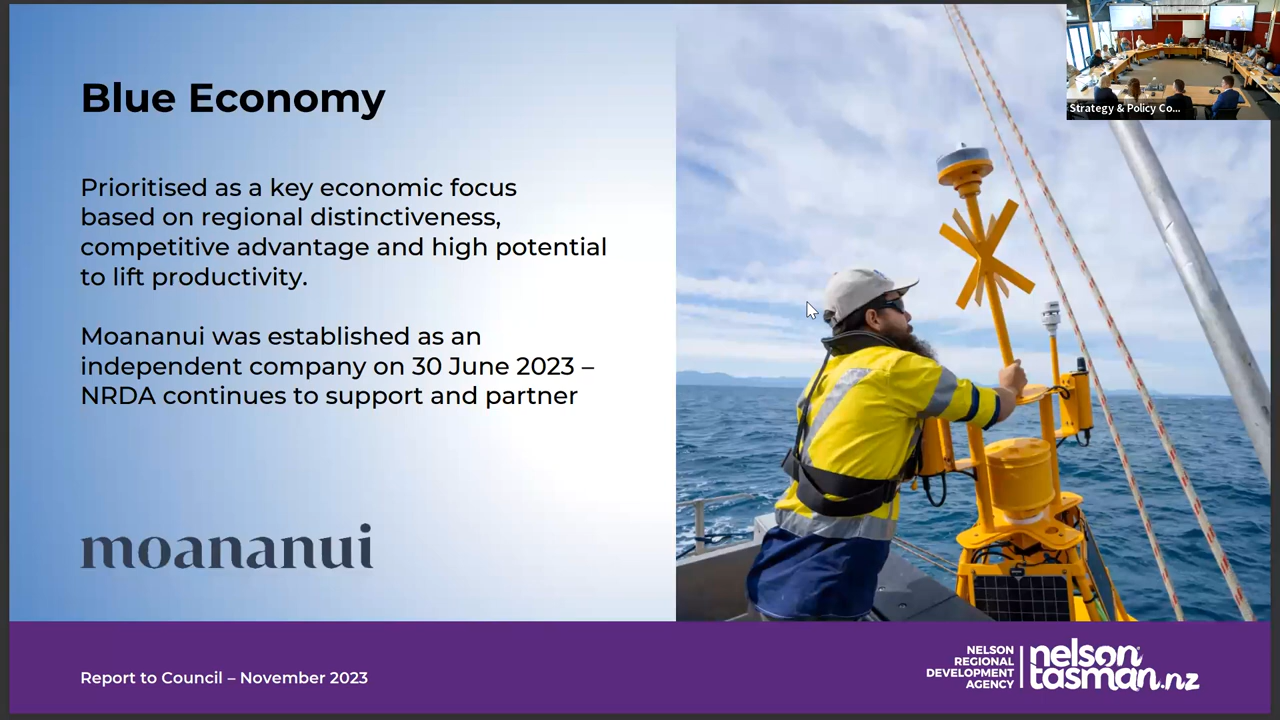 Blue Economy
Prioritised as a key economic focus
based on regional distinctiveness,
competitive advantage and high potential
to lift productivity.
Moananui was established as an
independent company on 30 June 2023 –
NRDA continues to support and partner
moananui
Report to Council – November 2023
NELSON
REGIONAL
DEVELOPMENT
AGENCY
nelson
tasman.nz
Strategy & Policy Co...